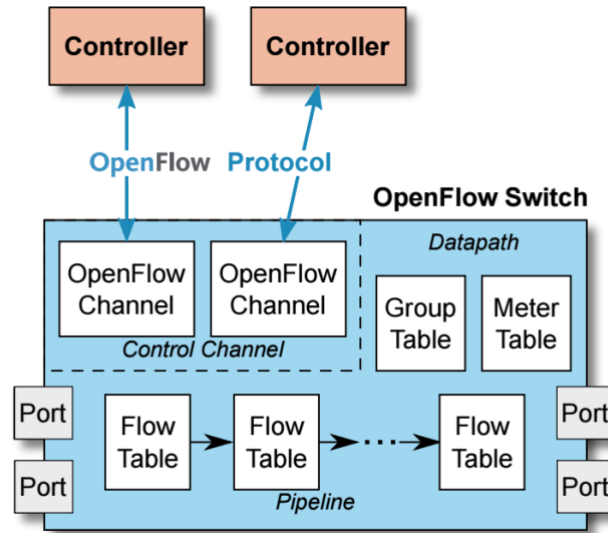 Controller
Controller
OpenFlow Protocol
OpenFlow Switch
Datapath
OpenFlow
Channel
OpenFlow
Channel
Control Channel
Group
Table
Meter
Table
Port
Port
Flow
Table
Flow
Table
...
Flow
Table
Pipeline
Port
Port